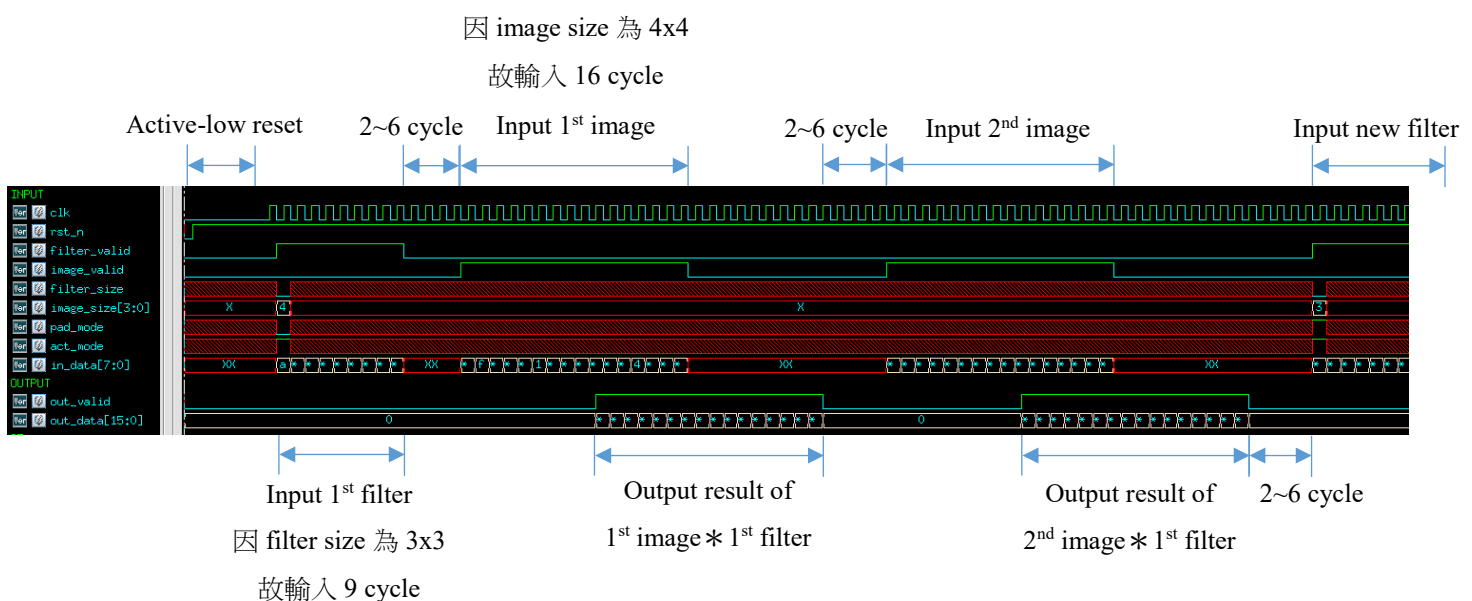 因 image size 為 4x4
故輸入 16 cycle
Active-low reset
2~6 cycle
Input 1st image
2~6 cycle
Input 2nd image
Input new filter
INPUT
clk
rst_n
filter_valid
image_valid
filter_size
image_size[3:0]
X
4
X
3
pad_mode
act_mode
in_data[7:0]
XX
a
XX
f
1
4
XX
XX
OUTPUT
out_valid
out_data[15:0]
0
0
Input 1st filter
因 filter size 為 3x3
故輸入 9 cycle
Output result of
1st image * 1st filter
Output result of
2nd image * 1st filter
2~6 cycle